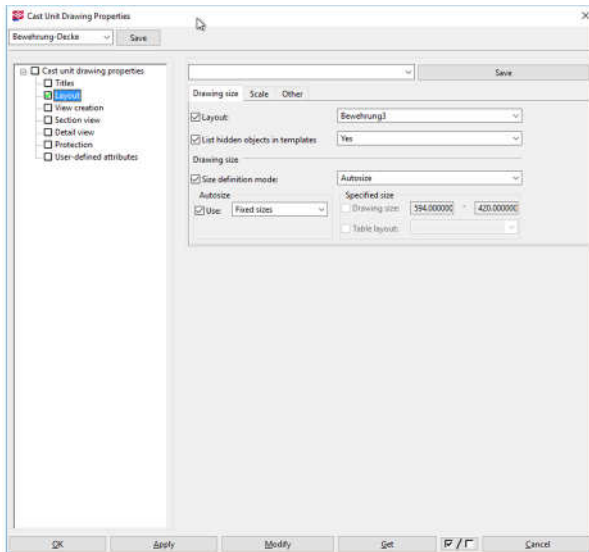 Cast Unit Drawing Properties
Bewehrung-Decke Save
Cast unit drawing properties
Titles
Layout
View creation
Section view
Detail view
Protection
User-defined attributes
Save
Drawing size Scale Other
Layout: Bewehrung3
List hidden objects in templates Yes
Drawing size
Size definition mode: Autosize
Autosize Specified size
Use: Fixed sizes Drawing size: 594.000000 * 420.000000
Table layout:
OK Apply Modify Get / Cancel